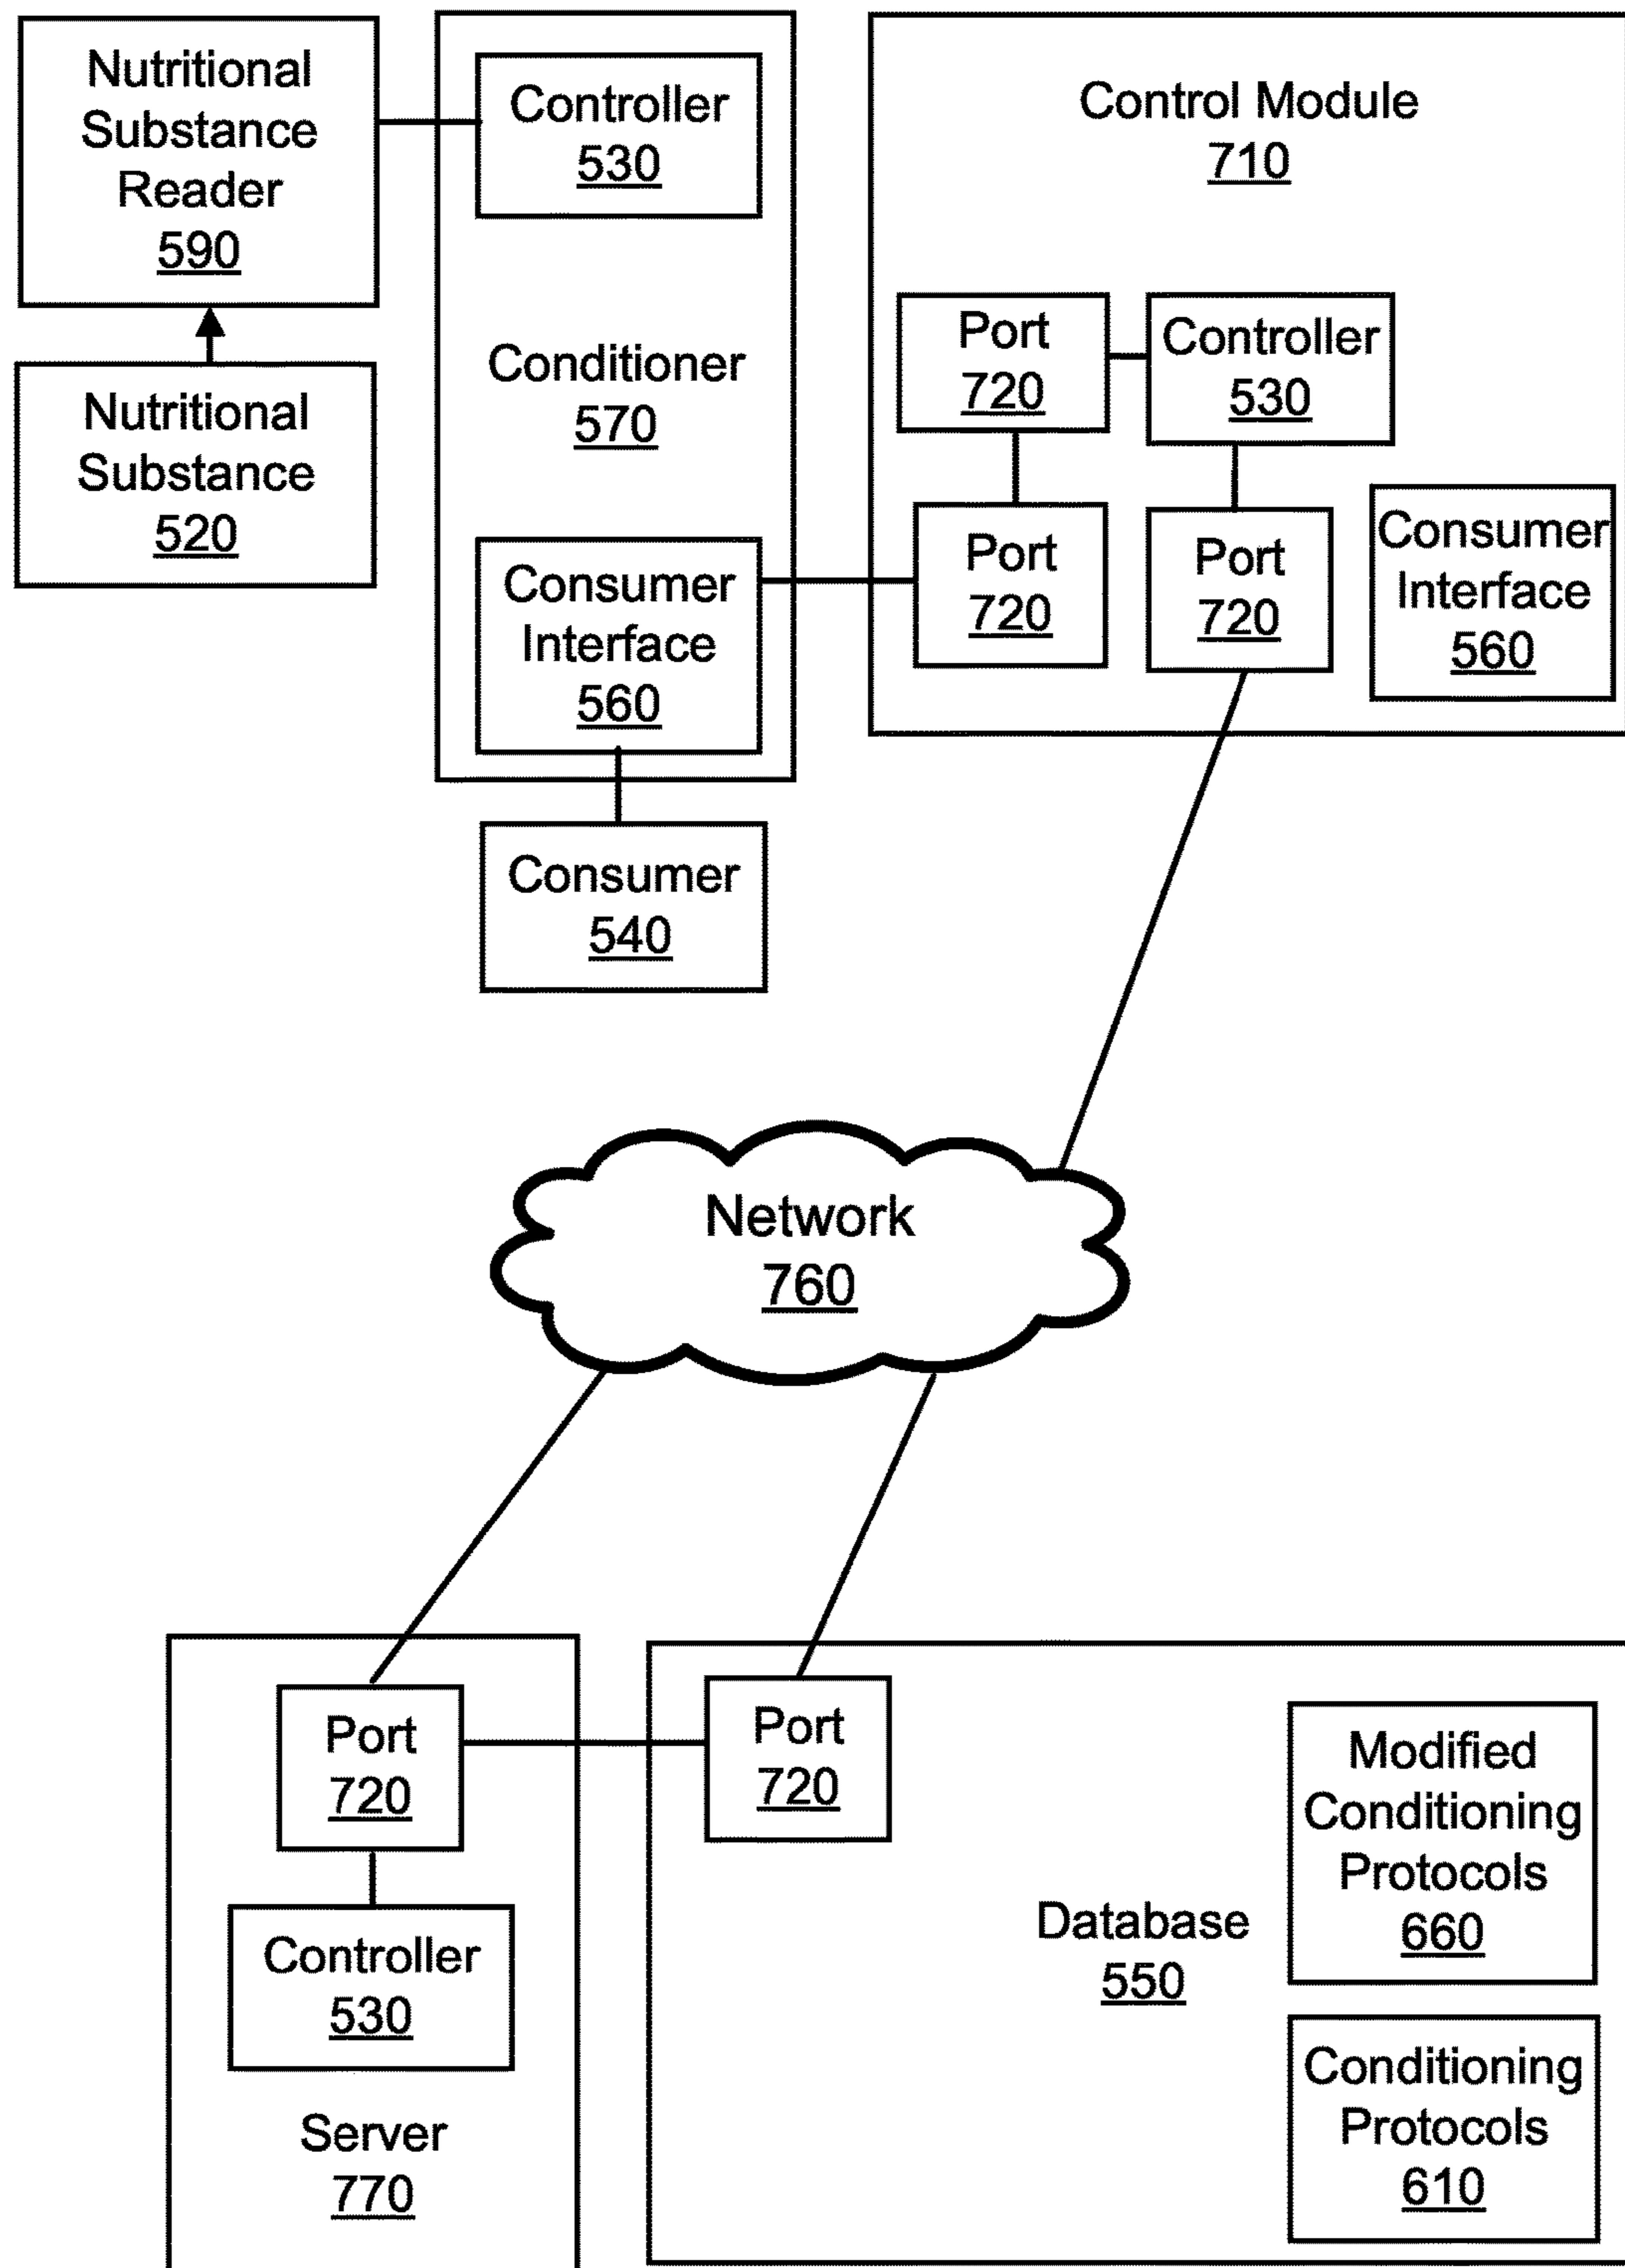 Nutritional
Substance
Reader
590
Nutritional
Substance
520
Controller
530
Conditioner
570
Consumer
Interface
560
Consumer
540
Control Module
710
Port
720
Controller
530
Port
720
Port
720
Consumer
Interface
560
Network
760
Port
720
Controller
530
Server
770
Port
720
Database
550
Modified
Conditioning
Protocols
660
Conditioning
Protocols
610